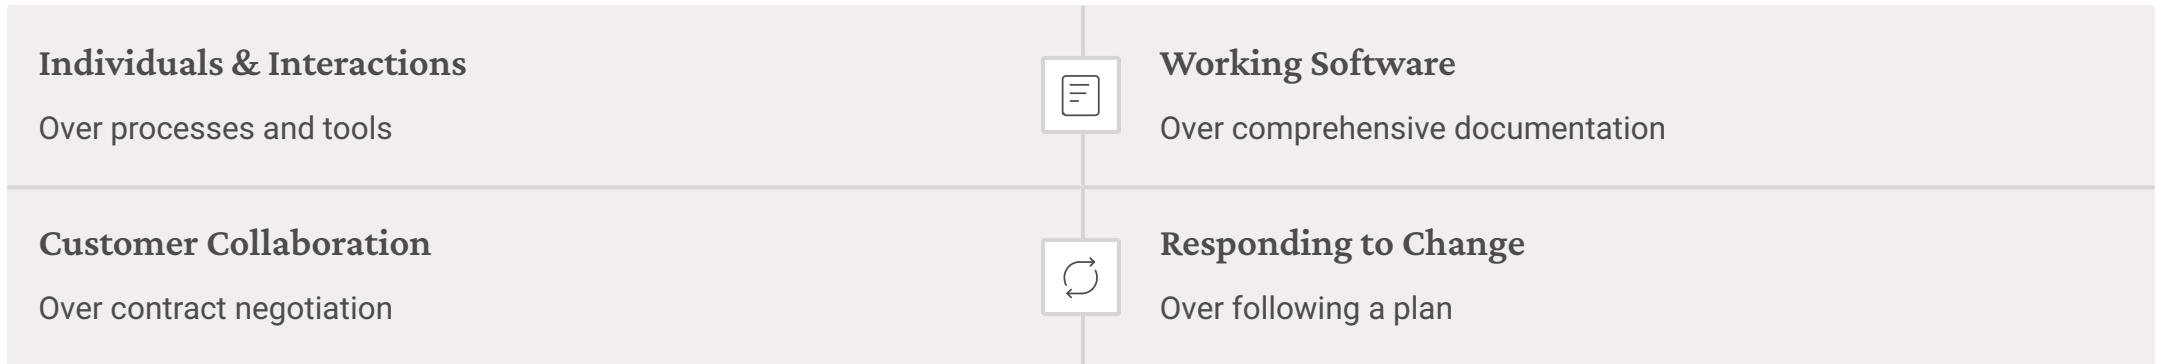 Individuals & Interactions
Over processes and tools
Working Software
Over comprehensive documentation
Customer Collaboration
Over contract negotiation
Responding to Change
Over following a plan